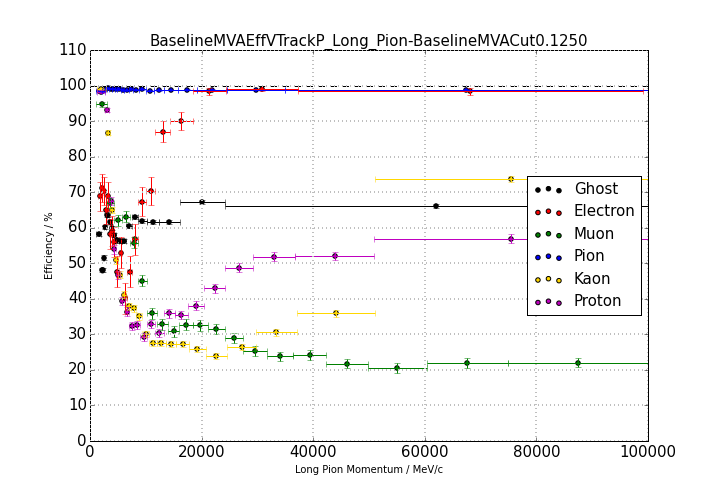 BaselineMVAEffVTrackP_Long_Pion-BaselineMVACut0.1250
110
100
90
80
70
60
50
40
30
20
10
0
Efficiency / %
Ghost
Electron
Muon
Pion
Kaon
Proton
0 20000 40000 60000 80000 100000
Long Pion Momentum / MeV/c